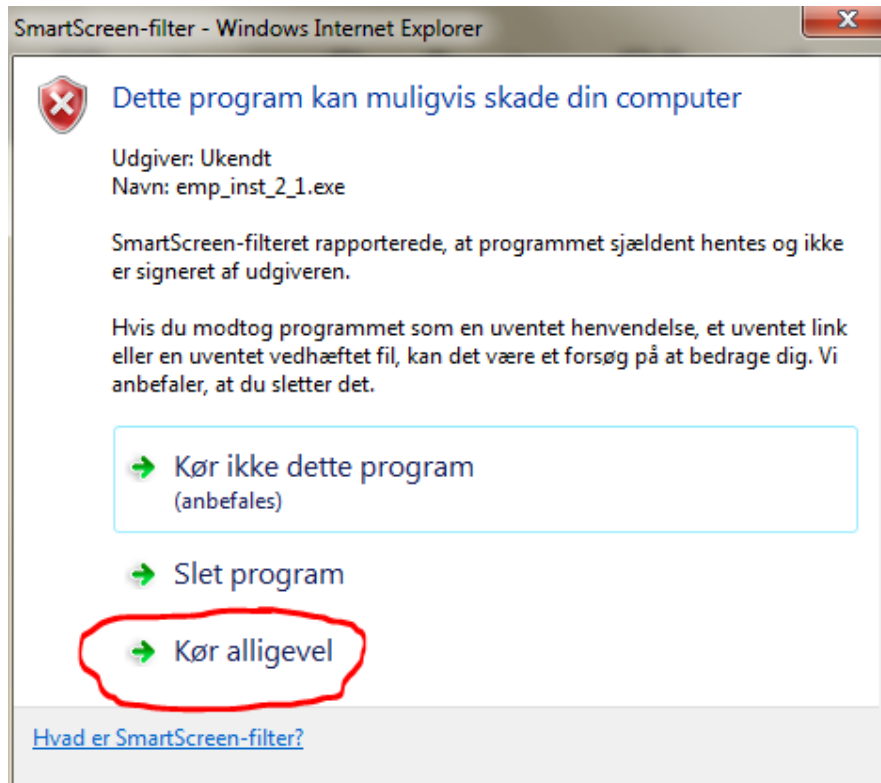 SmartScreen-filter - Windows Internet Explorer
Dette program kan muligvis skade din computer
Udgiver: Ukendt
Navn: emp_inst_2_1.exe
SmartScreen-filteret rapporterede, at programmet sjældent hentes og ikke
er signeret af udgiveren.
Hvis du modtog programmet som en uventet henvendelse, et uventet link
eller en uventet vedhæftet fil, kan det være et forsøg på at bedrage dig. Vi
anbefaler, at du sletter det.
Kør ikke dette program
(anbefales)
Slet program
Kør alligevel
Hvad er SmartScreen-filter?